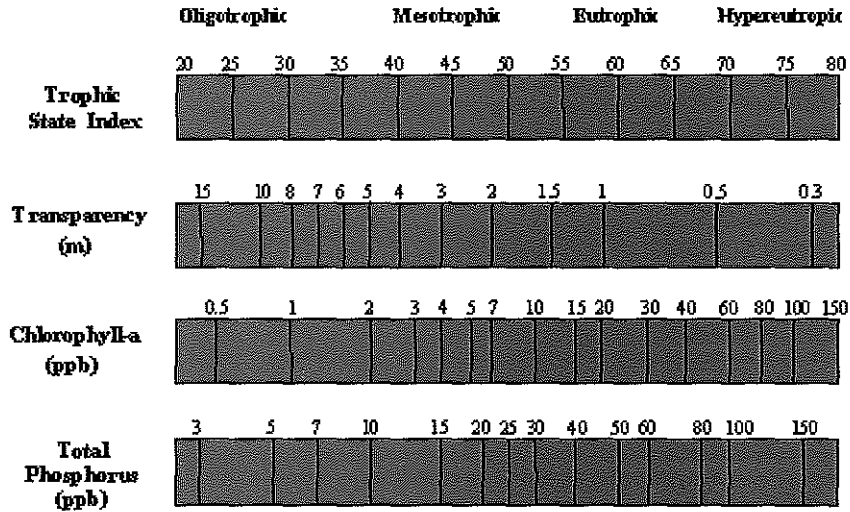 Oligotrophic Mesotrophic Eutrophic Hypereutropic
20 25 30 35 40 45 50 55 60 65 70 75 80
Trophic
State Index
15 10 8 7 6 5 4 3 2 1.5 1 0.5 0.3
Transparency
(m)
0.5 1 2 3 4 5 7 10 15 20 30 40 60 80 100 150
Chlorophyll-a
(ppb)
3 5 7 10 15 20 25 30 40 50 60 80 100 150
Total
Phosphorus
(ppb)